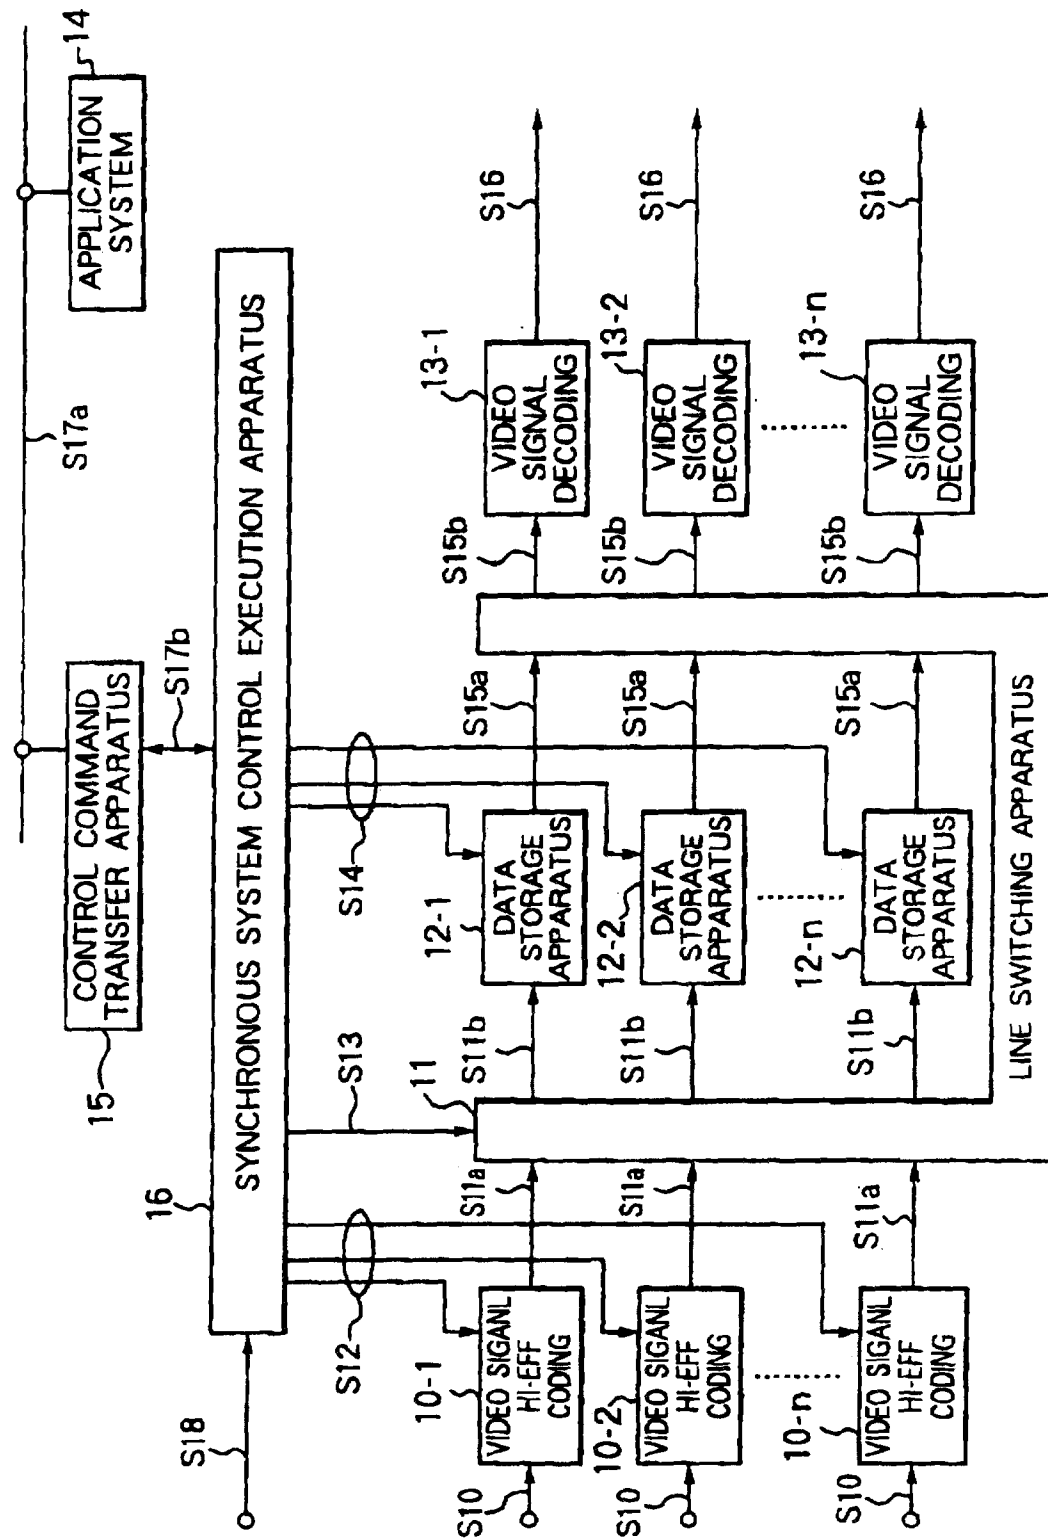 14
APPLICATION
SYSTEM
S17a
CONTROL COMMAND
TRANSFER APPARATUS
15
S17b
16
SYNCHRONOUS SYSTEM CONTROL EXECUTION APPARATUS
S18
S12
S13
S14
11
10-1
VIDEO SIGANL
HI-EFF
CODING
S10
S11a
S11b
12-1
DATA
STORAGE
APPARATUS
S15a
S15b
13-1
VIDEO
SIGNAL
DECODING
S16
10-2
VIDEO SIGANL
HI-EFF
CODING
S10
S11a
S11b
12-2
DATA
STORAGE
APPARATUS
S15a
S15b
13-2
VIDEO
SIGNAL
DECODING
S16
10-n
VIDEO SIGANL
HI-EFF
CODING
S10
S11a
S11b
12-n
DATA
STORAGE
APPARATUS
S15a
S15b
13-n
VIDEO
SIGNAL
DECODING
S16
LINE SWITCHING APPARATUS